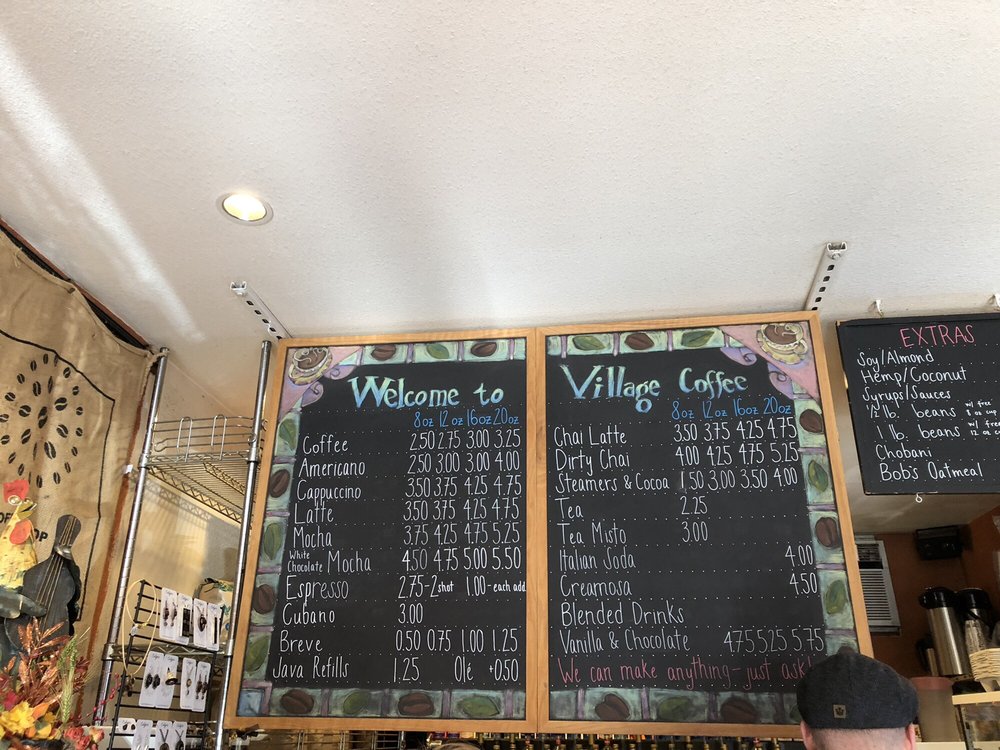 Welcome to
8oz 12oz 16oz 20oz
Coffee 2.50 2.75 3.00 3.25
Americano 2.50 3.00 3.00 4.00
Cappuccino 3.50 3.75 4.25 4.75
Latte 3.50 3.75 4.25 4.75
Mocha 3.75 4.25 4.75 5.25
White Chocolate Mocha 4.50 4.75 5.00 5.50
Espresso 2.75-2shot 1.00-each add
Cubano 3.00
Breve 0.50 0.75 1.00 1.25
Java Refills 1.25 Olé +0.50
Village Coffee
8oz 12oz 16oz 20oz
Chai Latte 3.50 3.75 4.25 4.75
Dirty Chai 4.00 4.25 4.75 5.25
Steamers & Cocoa 1.50 3.00 3.50 4.00
Tea 2.25
Tea Misto 3.00
Italian Soda 4.00
Creamosa 4.50
Blended Drinks
Vanilla & Chocolate 4.75 5.25 5.75
We can make anything-just ask!
EXTRAS
Soy/Almond
Hemp/Coconut
Syrups/Sauces
1/2 lb. beans w/ free 8 oz cup
1 lb. beans w/ free 12 oz
Chobani
Bob's Oatmeal